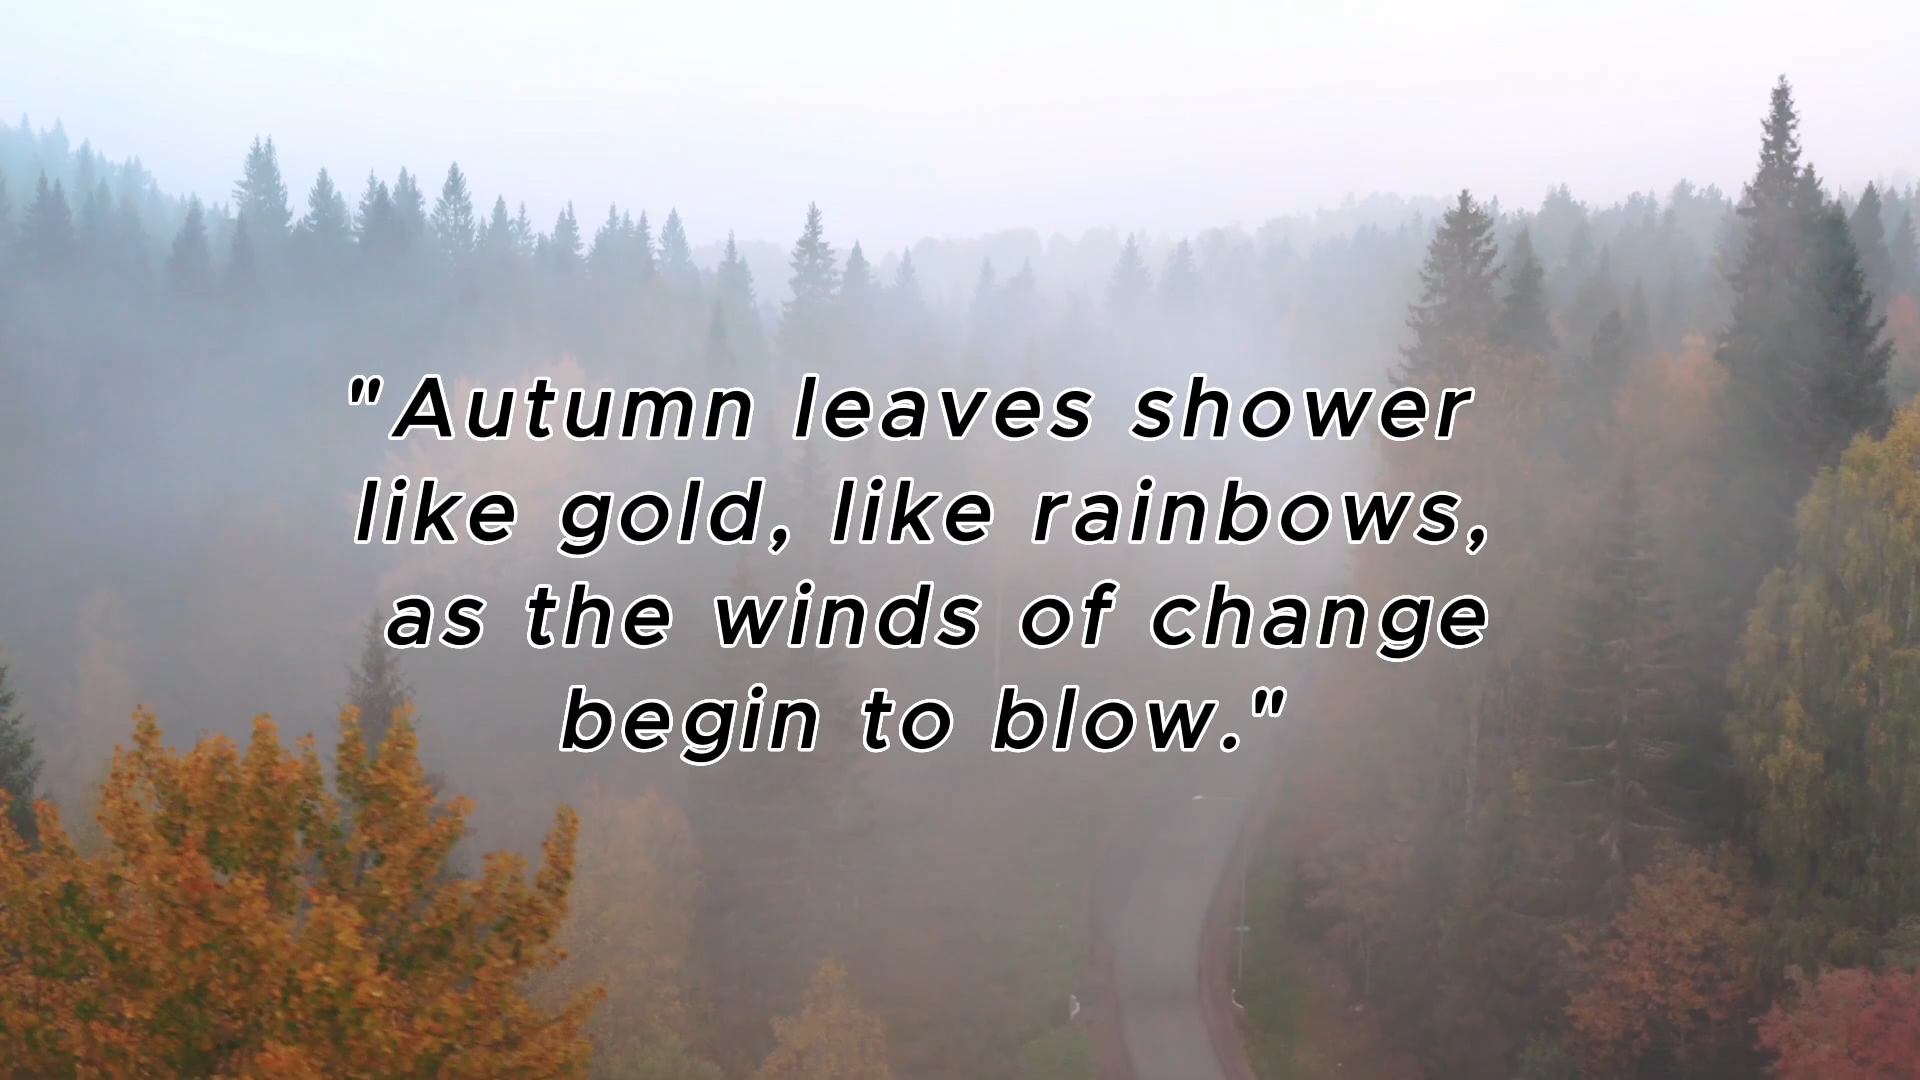 "Autumn leaves shower
like gold, like rainbows,
as the winds of change
begin to blow."